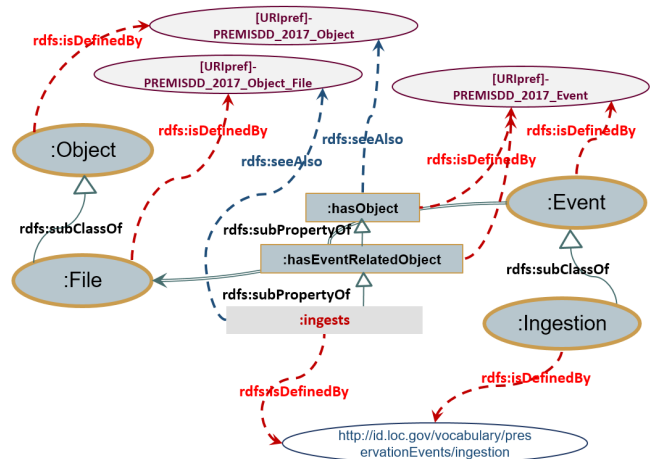 [URIpref]-
PREMISDD_2017_Object
rdfs:isDefinedBy
[URIpref]-
PREMISDD_2017_Object_File
[URIpref]-
PREMISDD_2017_Event
rdfs:isDefinedBy
rdfs:isDefinedBy
rdfs:seeAlso
:Object
rdfs:seeAlso
rdfs:isDefinedBy
rdfs:subClassOf
:hasObject
:Event
rdfs:subPropertyOf
:hasEventRelatedObject
:File
rdfs:subClassOf
rdfs:subPropertyOf
:ingests
:Ingestion
rdfs:isDefinedBy
rdfs:isDefinedBy
http://id.loc.gov/vocabulary/pres
ervationEvents/ingestion